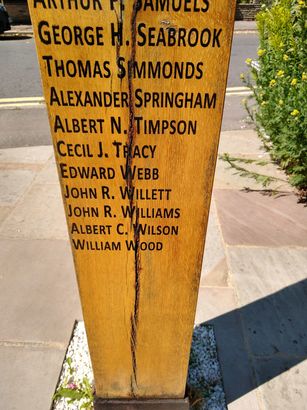 ARTHUR P. SAMUELS
GEORGE H. SEABROOK
THOMAS SIMMONDS
ALEXANDER SPRINGHAM
ALBERT N. TIMPSON
CECIL J. TRACY
EDWARD WEBB
JOHN R. WILLETT
JOHN R. WILLIAMS
ALBERT C. WILSON
WILLIAM WOOD